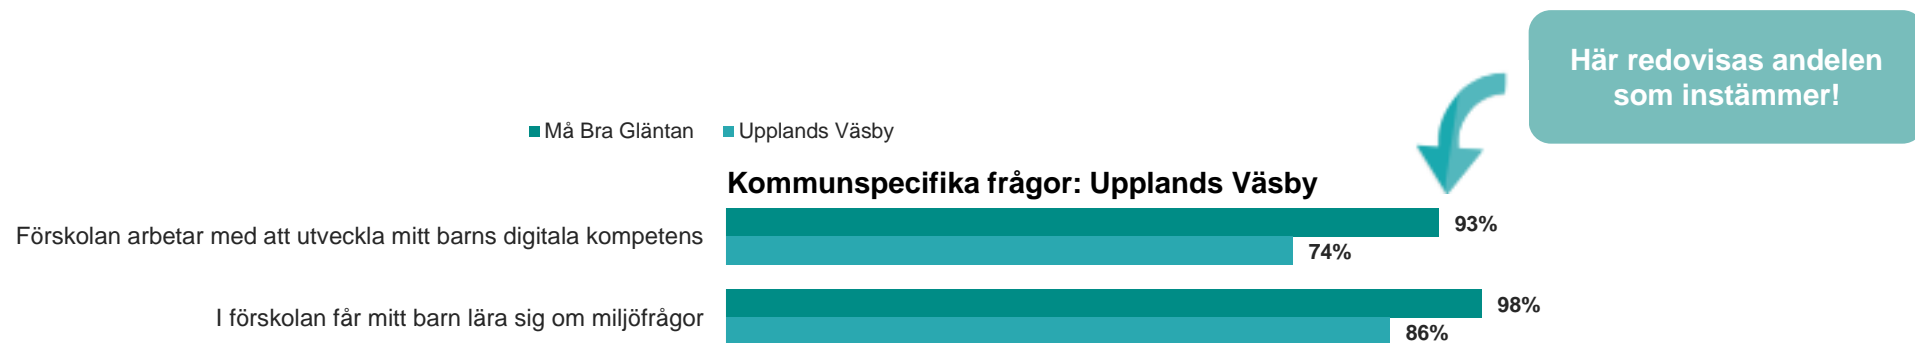 Här redovisas andelen
som instämmer!
Må Bra Gläntan Upplands Väsby
Kommunspecifika frågor: Upplands Väsby
Förskolan arbetar med att utveckla mitt barns digitala kompetens
93%
74%
I förskolan får mitt barn lära sig om miljöfrågor
98%
86%